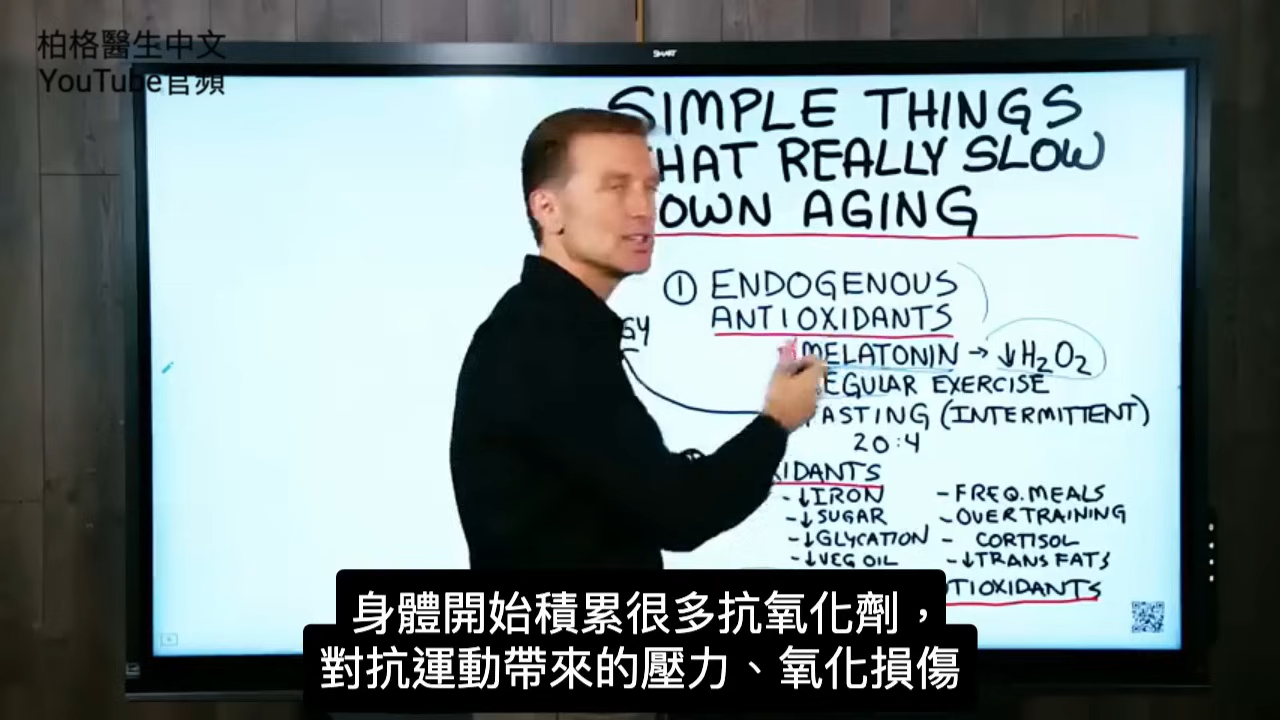 柏格醫生中文
YouTube官頻
SMART
SIMPLE THINGS
HAT REALLY SLOW
OWN AGING
① ENDOGENOUS
ANTIOXIDANTS
MELATONIN → ↓H₂O₂
EGULAR EXERCISE
GY
FASTING (INTERMITTENT)
20:4
XIDANTS
-↓IRON
-↓SUGAR
-↓GLYCATION
-↓VEG OIL
-FREQ. MEALS
-OVERTRAINING
- CORTISOL
-↓TRANS FATS
TIOXIDANTS
身體開始積累很多抗氧化劑，
對抗運動帶來的壓力、氧化損傷